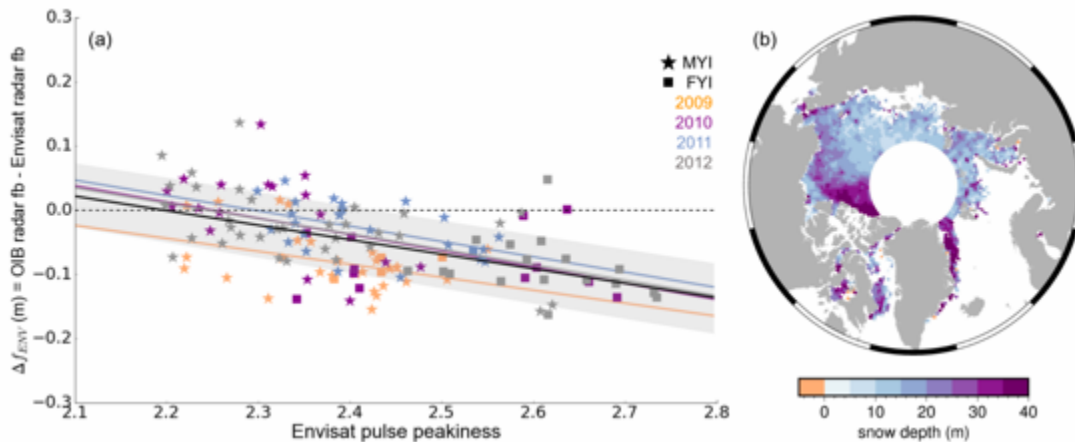 (a)
MYI
FYI
2009
2010
2011
2012
Δf_ENV (m) = OIB radar fb - Envisat radar fb
0.3
0.2
0.1
0.0
−0.1
−0.2
−0.3
2.1 2.2 2.3 2.4 2.5 2.6 2.7 2.8
Envisat pulse peakiness
(b)
0 10 20 30 40
snow depth (m)